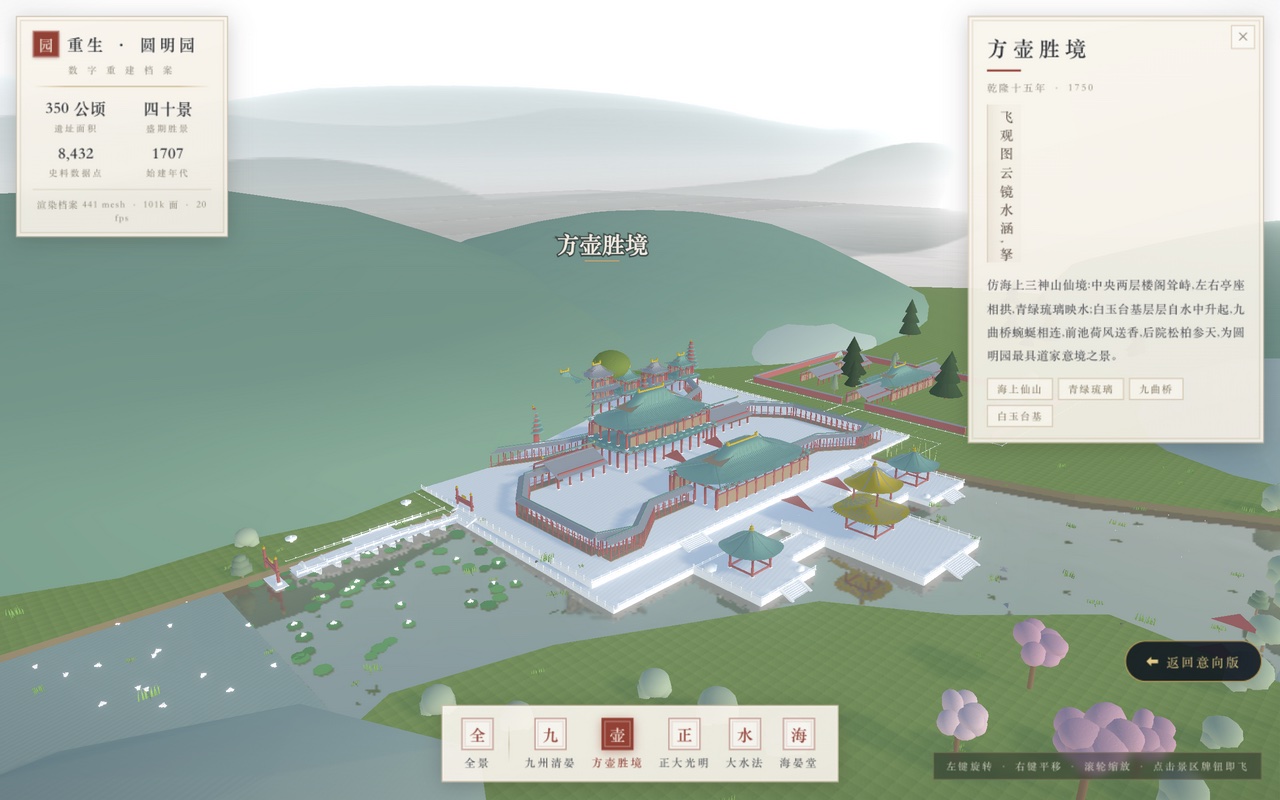 园 重生 · 圆明园
数字重建档案
350 公顷 四十景
遗址面积 盛期胜景
8,432 1707
史料数据点 始建年代
渲染档案 441 mesh · 101k 面 · 20
fps
方壶胜境
方壶胜境
×
乾隆十五年 · 1750
飞观图云镜水涵,拏
仿海上三神山仙境:中央两层楼阁耸峙,左右亭座
相拱,青绿琉璃映水;白玉台基层层自水中升起,九
曲桥蜿蜒相连,前池荷风送香,后院松柏参天,为圆
明园最具道家意境之景。
海上仙山 青绿琉璃 九曲桥
白玉台基
返回意向版
全 九 壶 正 水 海
全景 九州清晏 方壶胜境 正大光明 大水法 海晏堂
左键旋转 · 右键平移 · 滚轮缩放 · 点击景区牌钮即飞